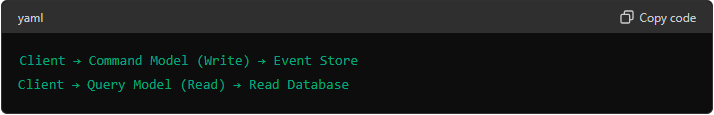 yaml
Copy code
Client → Command Model (Write) → Event Store
Client → Query Model (Read) → Read Database